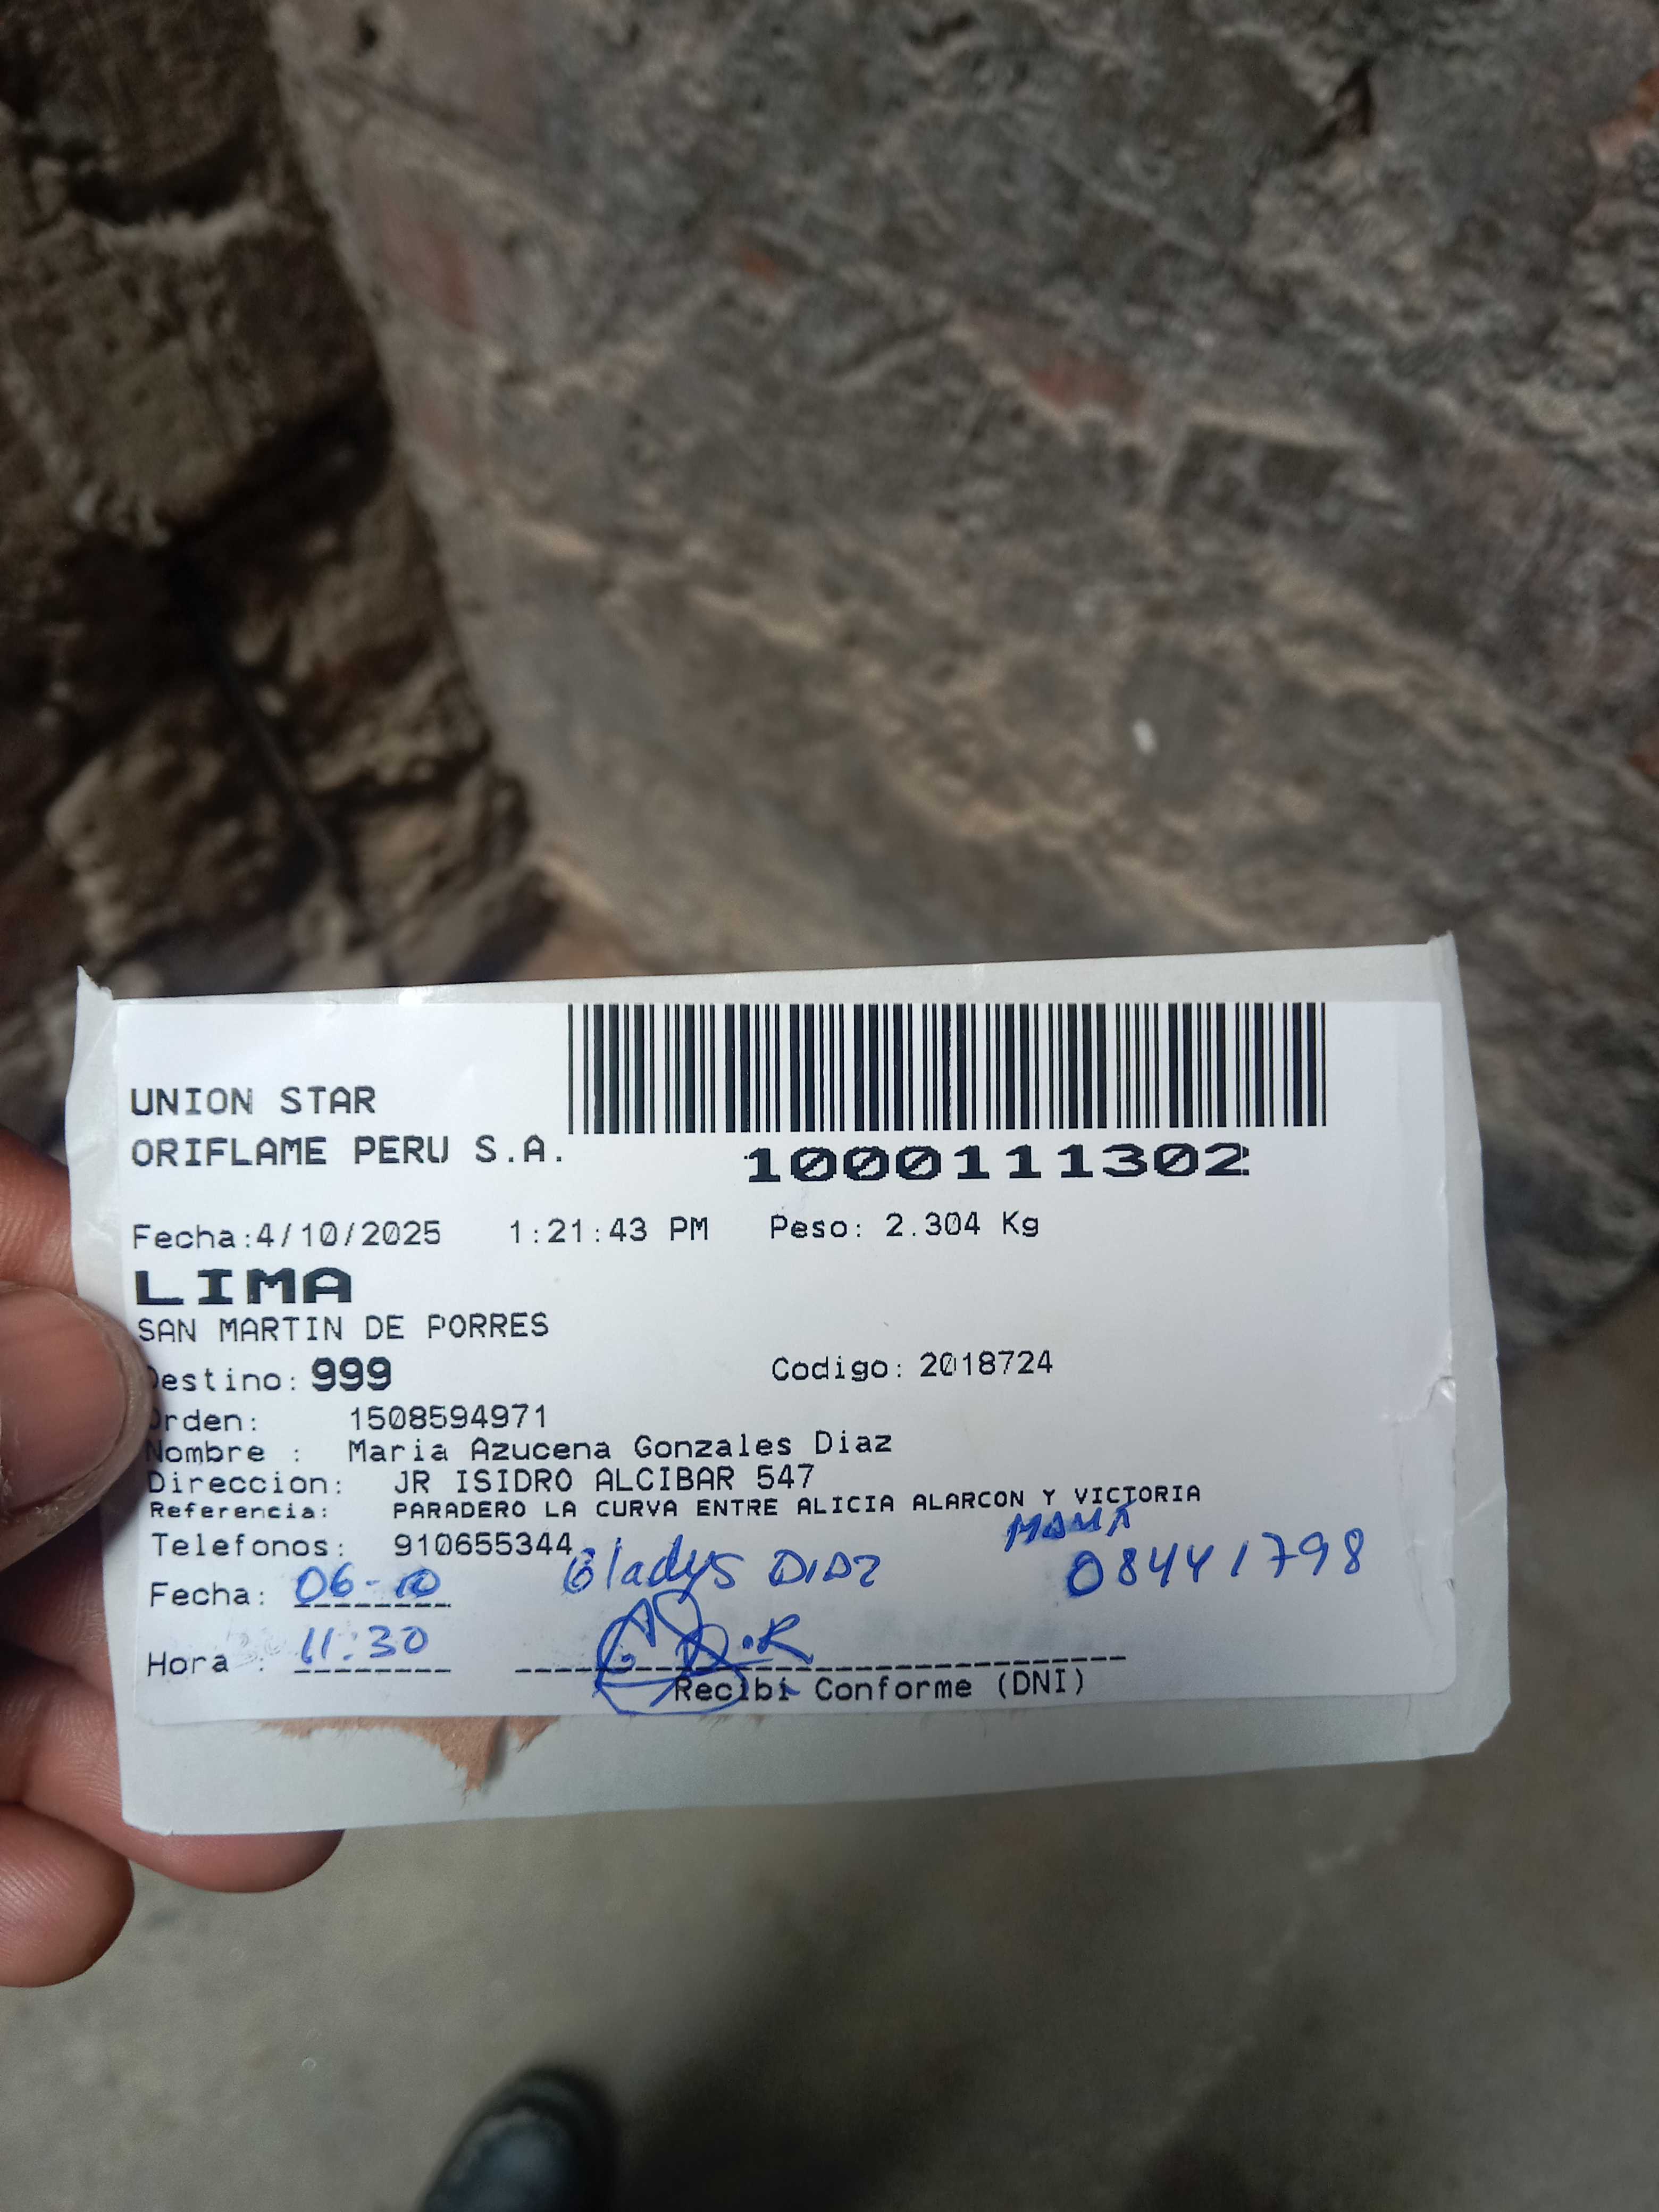 UNION STAR
ORIFLAME PERU S.A.
1000111302
Fecha:4/10/2025 1:21:43 PM Peso: 2.304 Kg
LIMA
SAN MARTIN DE PORRES
Destino: 999 Codigo: 2018724
Orden: 1508594971
Nombre : Maria Azucena Gonzales Diaz
Direccion: JR ISIDRO ALCIBAR 547
Referencia: PARADERO LA CURVA ENTRE ALICIA ALARCON Y VICTORIA
MAMA
Telefonos: 910655344
Gladys DIAZ 08441798
Fecha: 06-10
Hora : 11:30
Recibi Conforme (DNI)